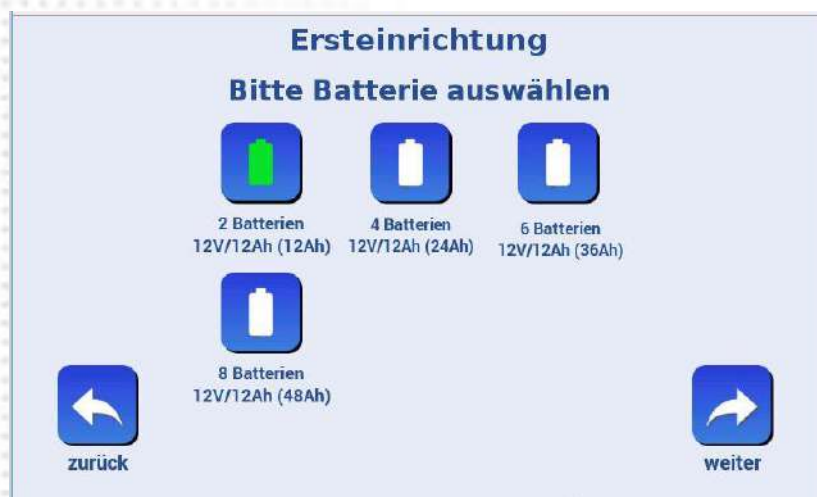 Ersteinrichtung
Bitte Batterie auswählen
2 Batterien
12V/12Ah (12Ah)
4 Batterien
12V/12Ah (24Ah)
6 Batterien
12V/12Ah (36Ah)
8 Batterien
12V/12Ah (48Ah)
zurück
weiter